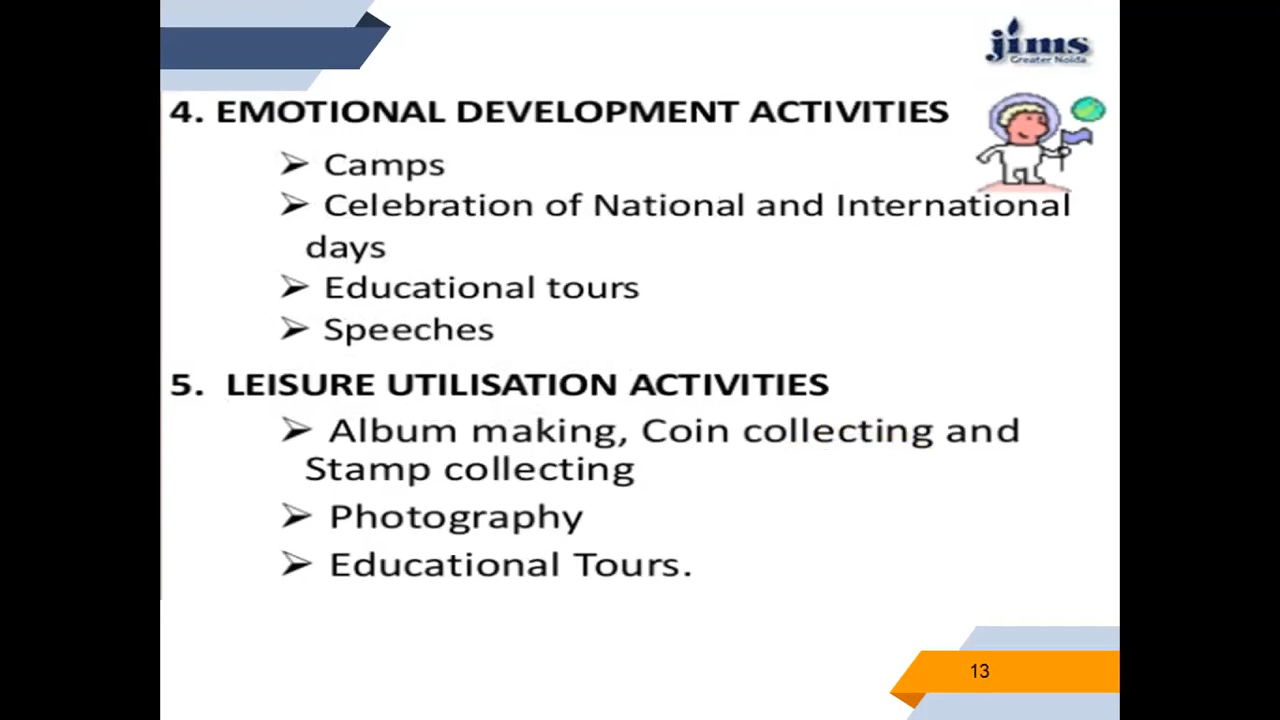 jims
Greater Noida
4. EMOTIONAL DEVELOPMENT ACTIVITIES
➢ Camps
➢ Celebration of National and International
days
➢ Educational tours
➢ Speeches
5. LEISURE UTILISATION ACTIVITIES
➢ Album making, Coin collecting and
Stamp collecting
➢ Photography
➢ Educational Tours.
13